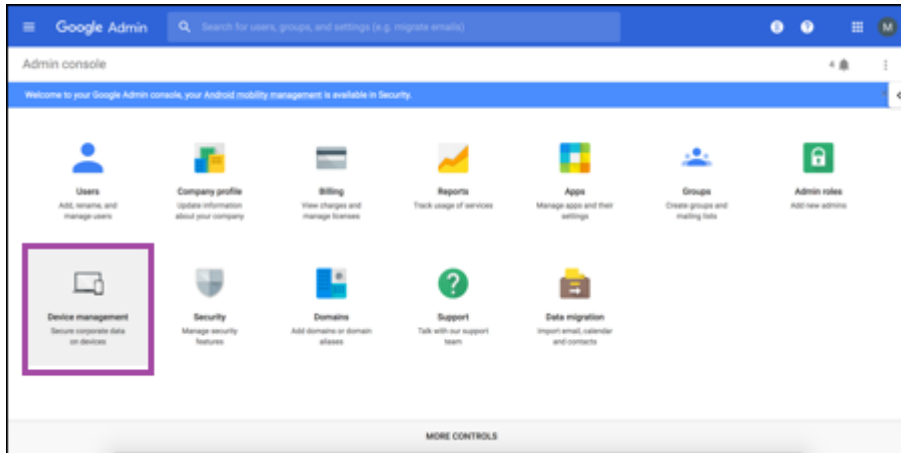 Google Admin
Search for users, groups, and settings (e.g. migrate emails)
M
Admin console
4
Welcome to your Google Admin console, your Android mobility management is available in Security.
Users
Add, rename, and
manage users
Company profile
Update information
about your company
Billing
View charges and
manage licenses
Reports
Track usage of services
Apps
Manage apps and their
settings
Groups
Create groups and
mailing lists
Admin roles
Add new admins
Device management
Secure corporate data
on devices
Security
Manage security
features
Domains
Add domains or domain
aliases
Support
Talk with our support
team
Data migration
Import email, calendar
and contacts
MORE CONTROLS